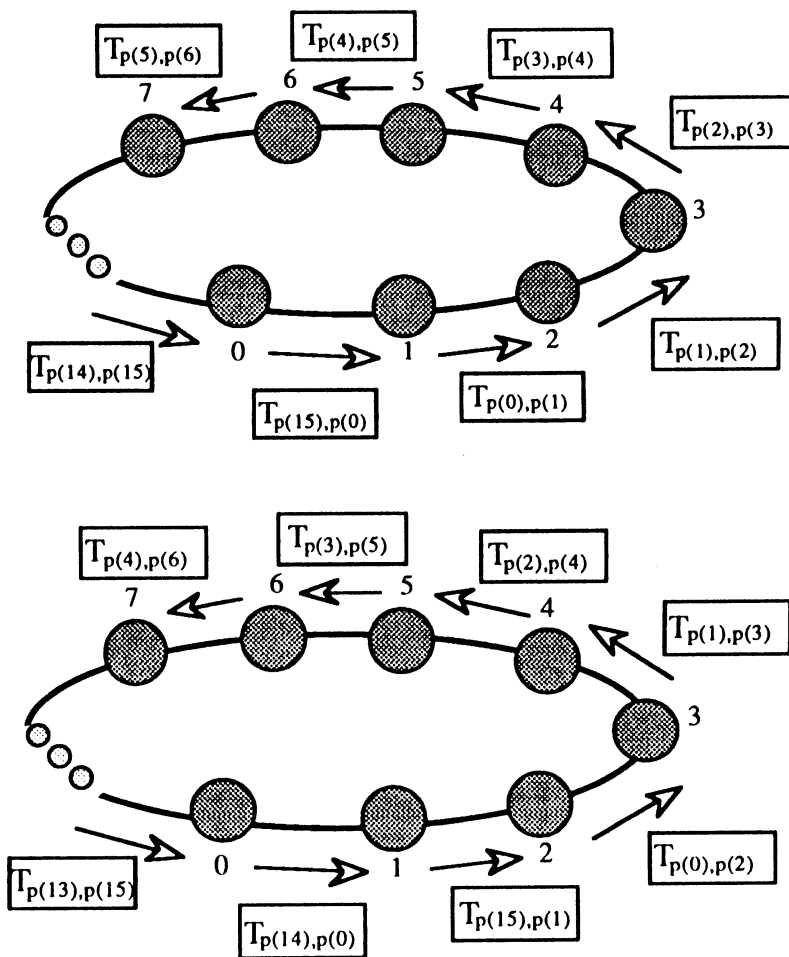 T_{p(5),p(6)} T_{p(4),p(5)} T_{p(3),p(4)}
7 6 5 4
T_{p(2),p(3)}
3
T_{p(14),p(15)} 0 1 2 T_{p(1),p(2)}
T_{p(15),p(0)} T_{p(0),p(1)}
T_{p(4),p(6)} T_{p(3),p(5)} T_{p(2),p(4)}
7 6 5 4
T_{p(1),p(3)}
3
T_{p(13),p(15)} 0 1 2 T_{p(0),p(2)}
T_{p(14),p(0)} T_{p(15),p(1)}